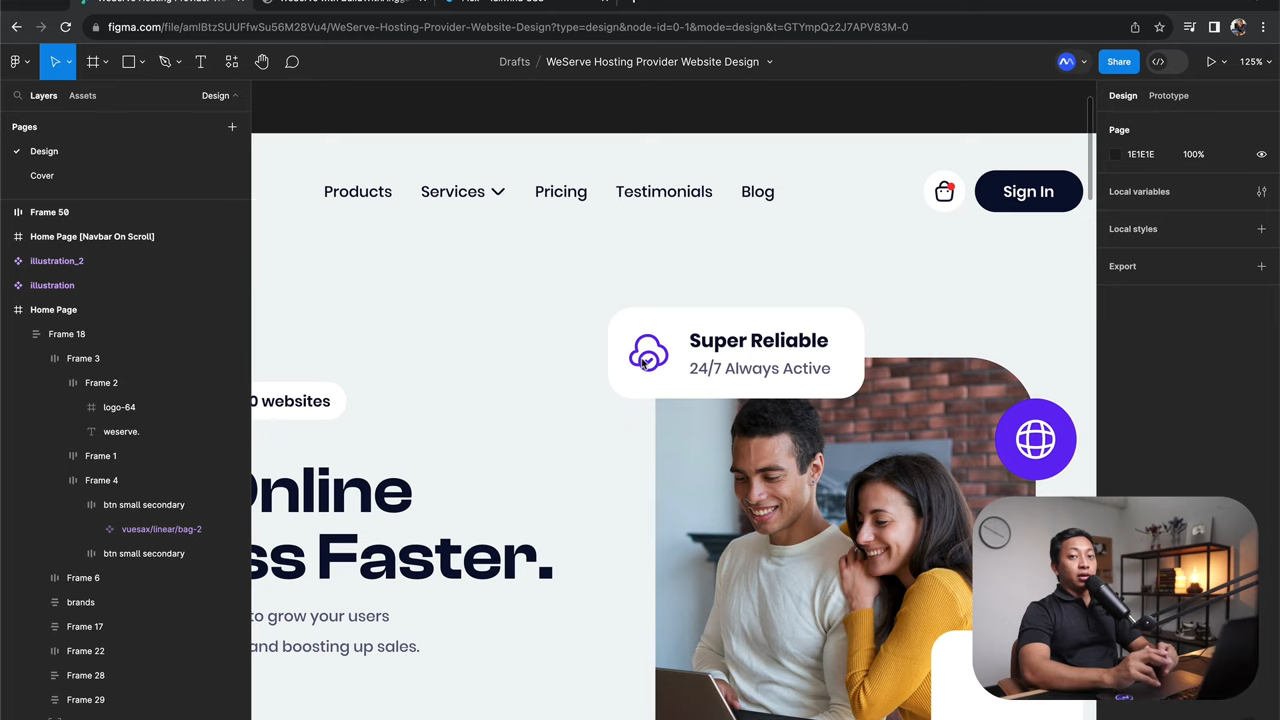 figma.com/file/amIBtzSUUFfwSu56M28Vu4/WeServe-Hosting-Provider-Website-Design?type=design&node-id=0-1&mode=design&t=GTYmpQz2J7APV83M-0
Drafts / WeServe Hosting Provider Website Design
Share
125%
Layers Assets Design
Design Prototype
Pages
Page
Design
1E1E1E 100%
Cover
Local variables
Frame 50
Local styles
Home Page [Navbar On Scroll]
illustration_2
Export
illustration
Home Page
Frame 18
Frame 3
Frame 2
logo-64
weserve.
Frame 1
Frame 4
btn small secondary
vuesax/linear/bag-2
btn small secondary
Frame 6
brands
Frame 17
Frame 22
Frame 28
Frame 29
Products Services Pricing Testimonials Blog
Sign In
Super Reliable
24/7 Always Active
0 websites
Online
ss Faster.
to grow your users
and boosting up sales.